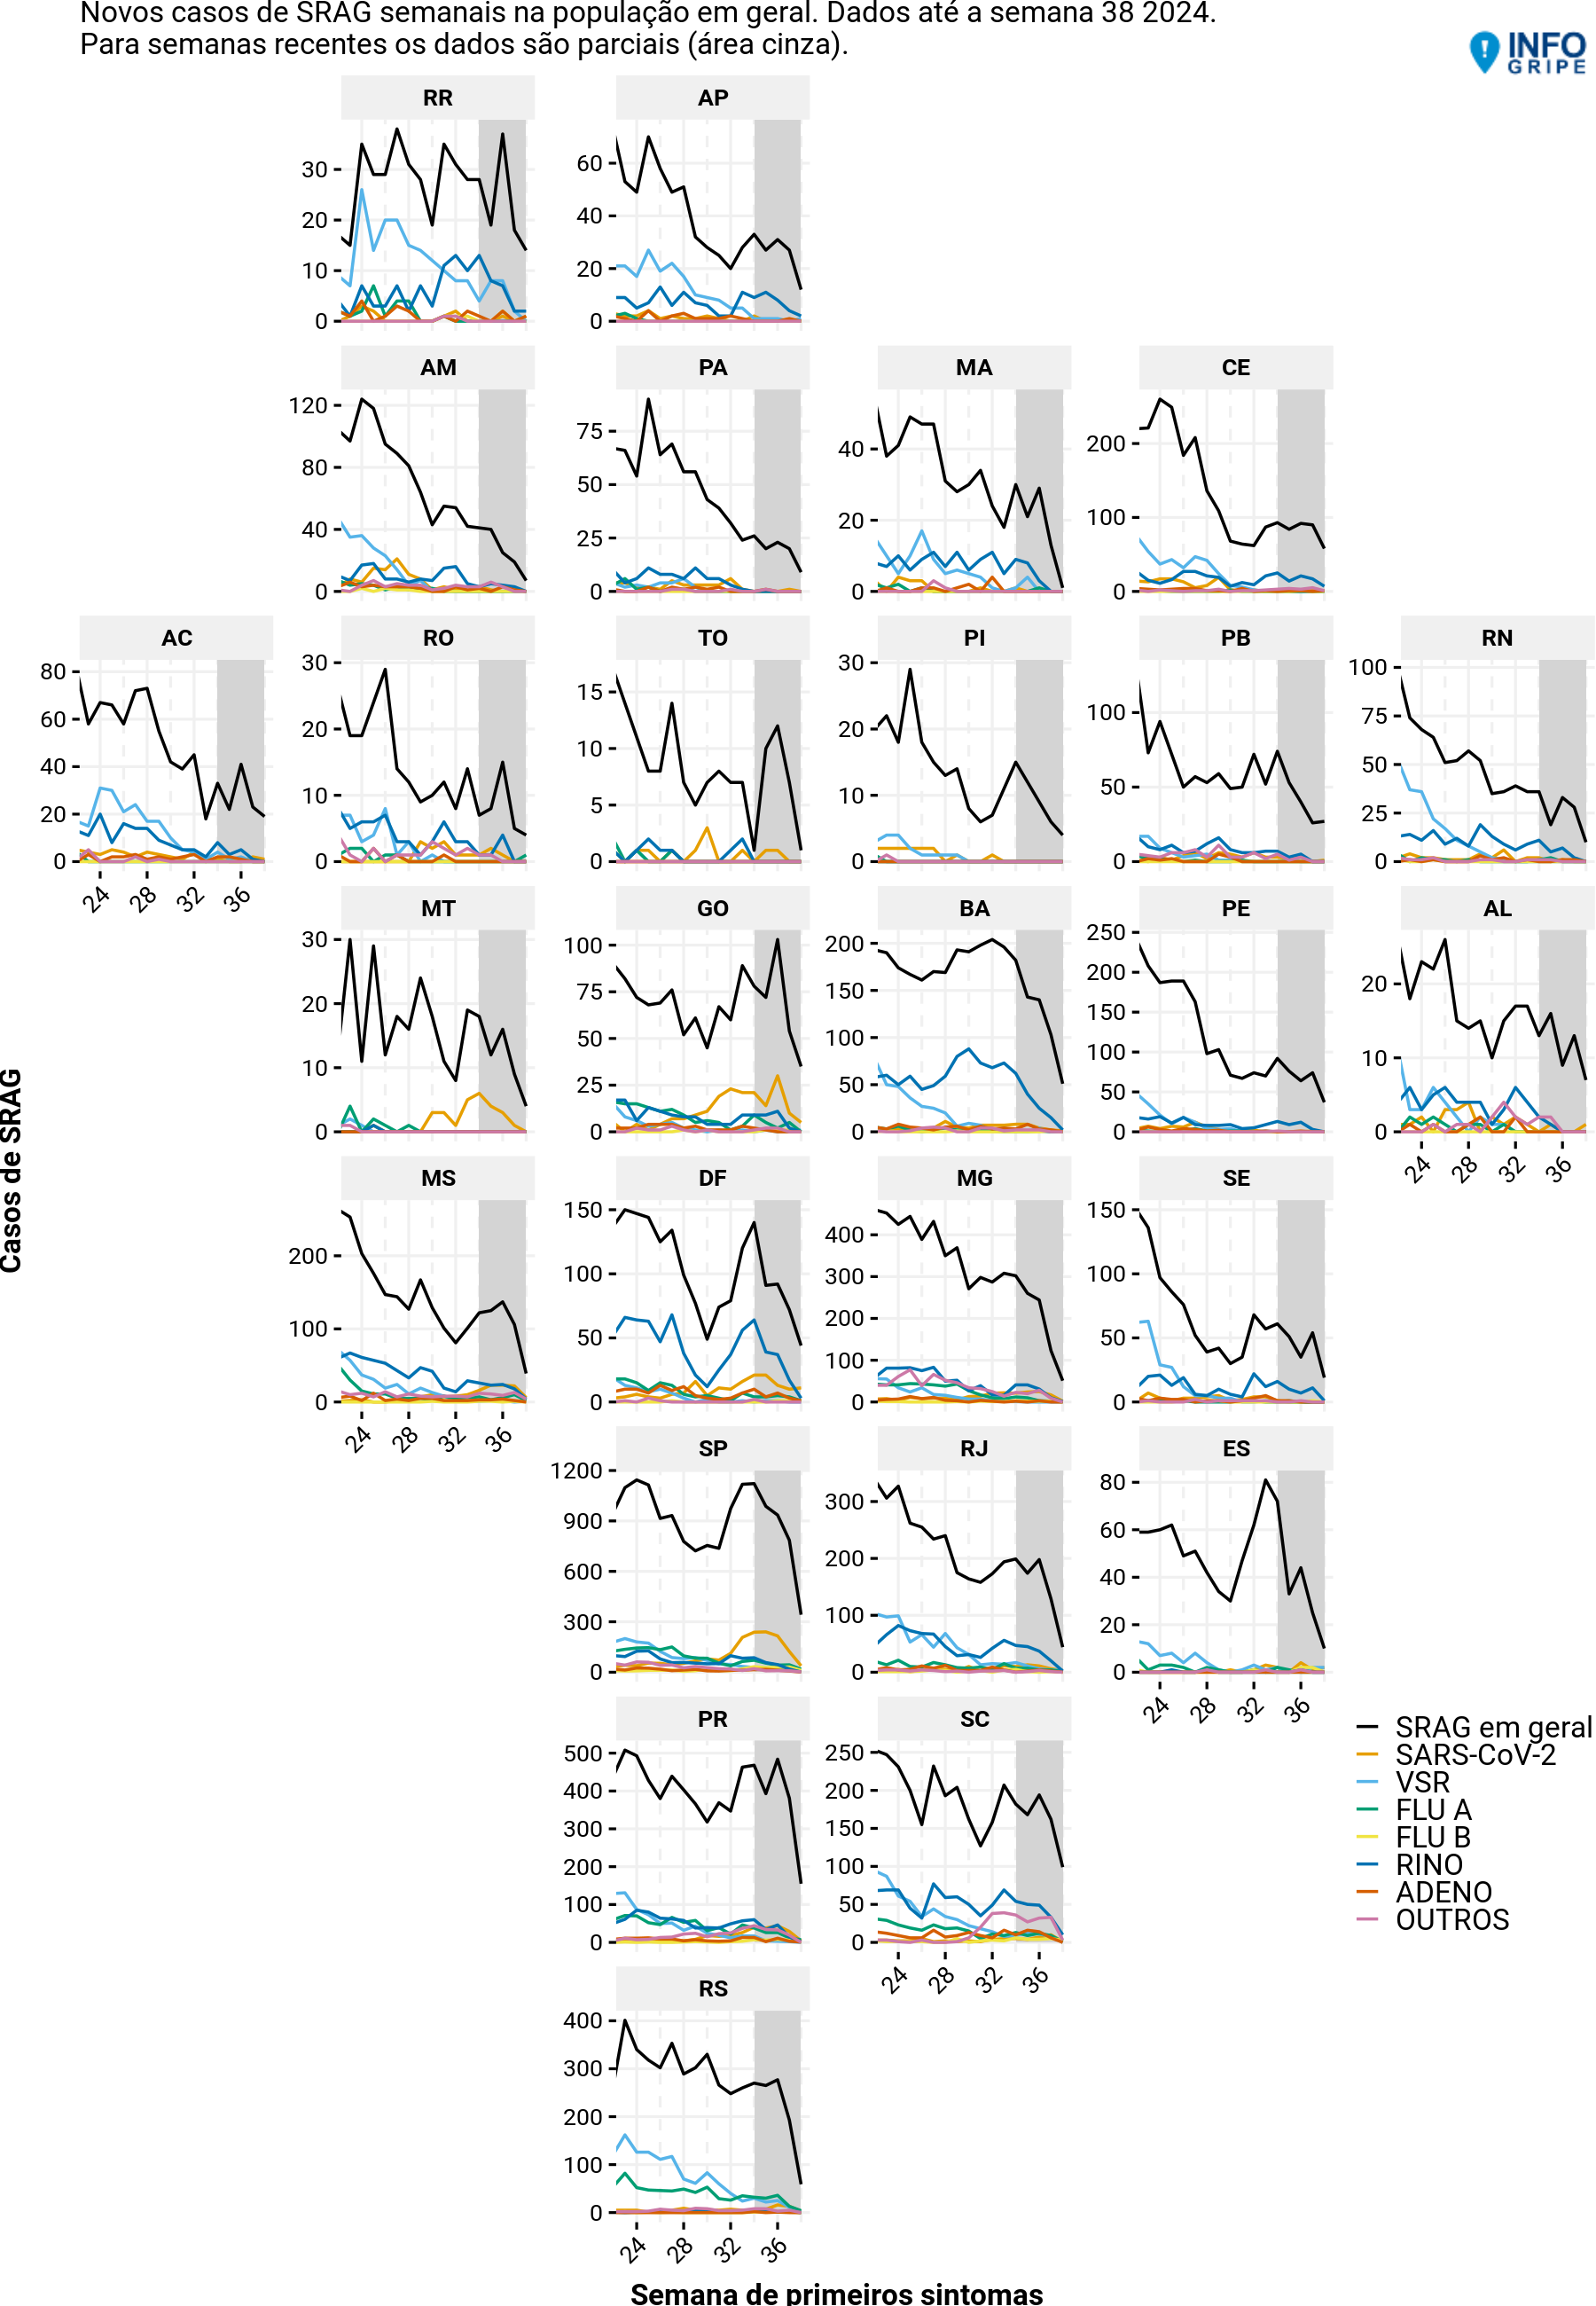 Novos casos de SRAG semanais na população em geral. Dados até a semana 38 2024.
Para semanas recentes os dados são parciais (área cinza).
INFO
GRIPE
RR AP
30 20 10 0
60 40 20 0
AM PA MA CE
120 80 40 0
75 50 25 0
40 20 0
200 100 0
AC RO TO PI PB RN
80 60 40 20 0
30 20 10 0
15 10 5 0
30 20 10 0
100 50 0
100 75 50 25 0
24 28 32 36
MT GO BA PE AL
30 20 10 0
100 75 50 25 0
200 150 100 50 0
250 200 150 100 50 0
20 10 0
24 28 32 36
Casos de SRAG
MS DF MG SE
200 100 0
150 100 50 0
400 300 200 100 0
150 100 50 0
24 28 32 36
SP RJ ES
1200 900 600 300 0
300 200 100 0
80 60 40 20 0
24 28 32 36
PR SC
500 400 300 200 100 0
250 200 150 100 50 0
24 28 32 36
SRAG em geral
SARS-CoV-2
VSR
FLU A
FLU B
RINO
ADENO
OUTROS
RS
400 300 200 100 0
24 28 32 36
Semana de primeiros sintomas